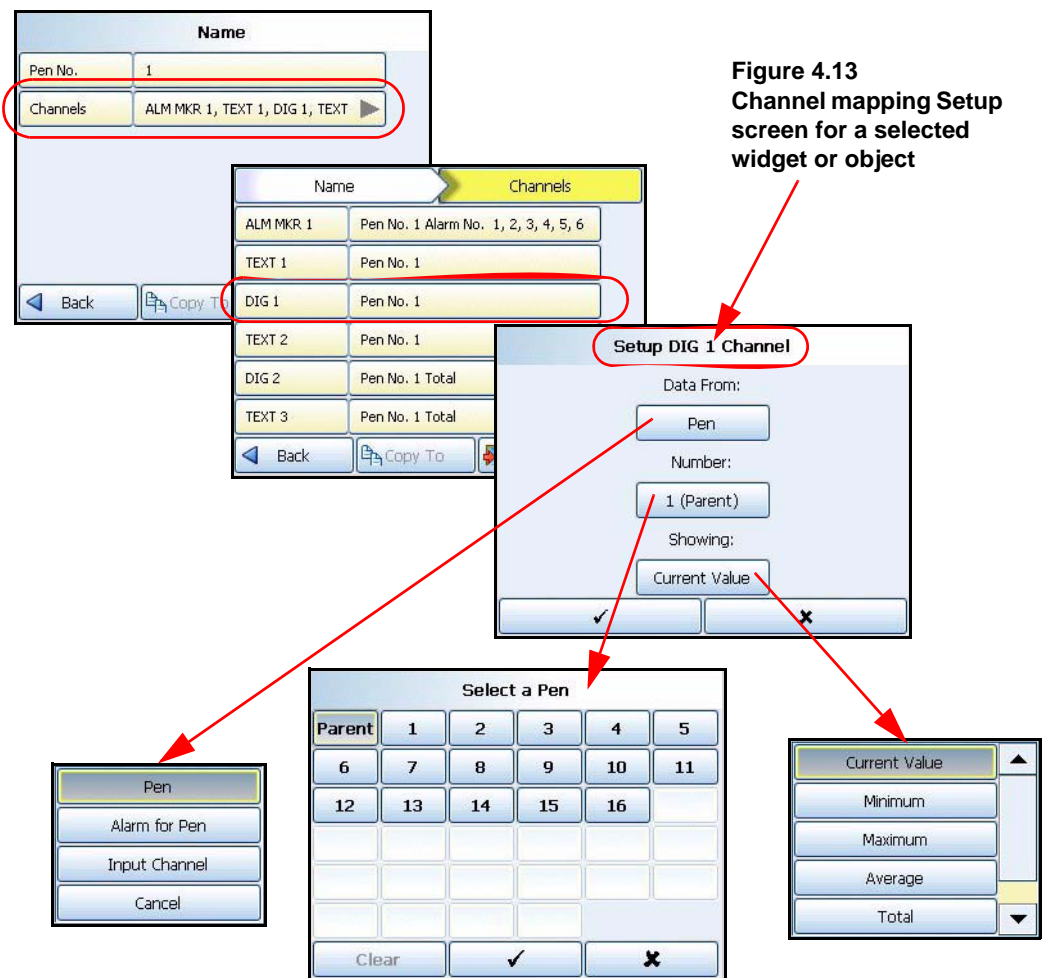 Name
Pen No. 1
Channels ALM MKR 1, TEXT 1, DIG 1, TEXT
Back Copy To
Figure 4.13
Channel mapping Setup
screen for a selected
widget or object
Name Channels
ALM MKR 1 Pen No. 1 Alarm No. 1, 2, 3, 4, 5, 6
TEXT 1 Pen No. 1
DIG 1 Pen No. 1
TEXT 2 Pen No. 1
DIG 2 Pen No. 1 Total
TEXT 3 Pen No. 1 Total
Back Copy To
Setup DIG 1 Channel
Data From:
Pen
Number:
1 (Parent)
Showing:
Current Value
Pen
Alarm for Pen
Input Channel
Cancel
Select a Pen
Parent 1 2 3 4 5
6 7 8 9 10 11
12 13 14 15 16
Clear
Current Value
Minimum
Maximum
Average
Total